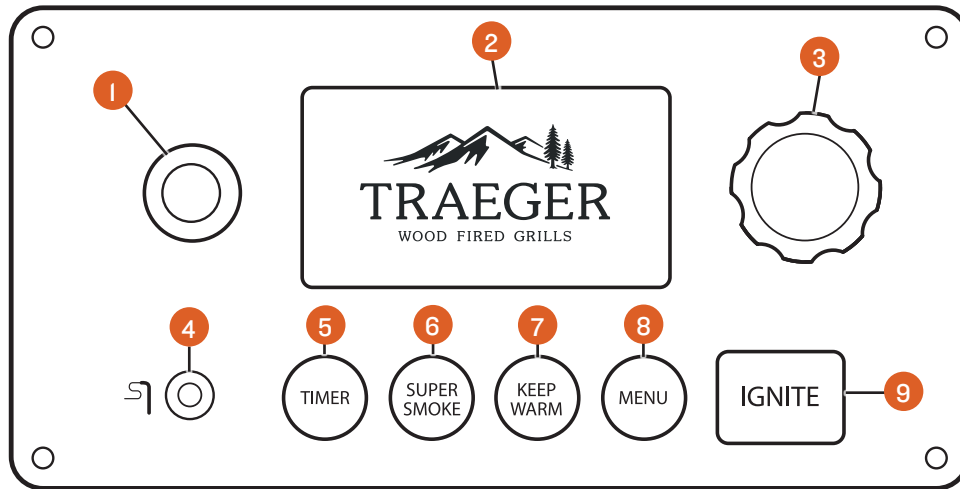 2
3
1
TRAEGER
WOOD FIRED GRILLS
4
5
6
7
8
TIMER
SUPER
SMOKE
KEEP
WARM
MENU
IGNITE
9